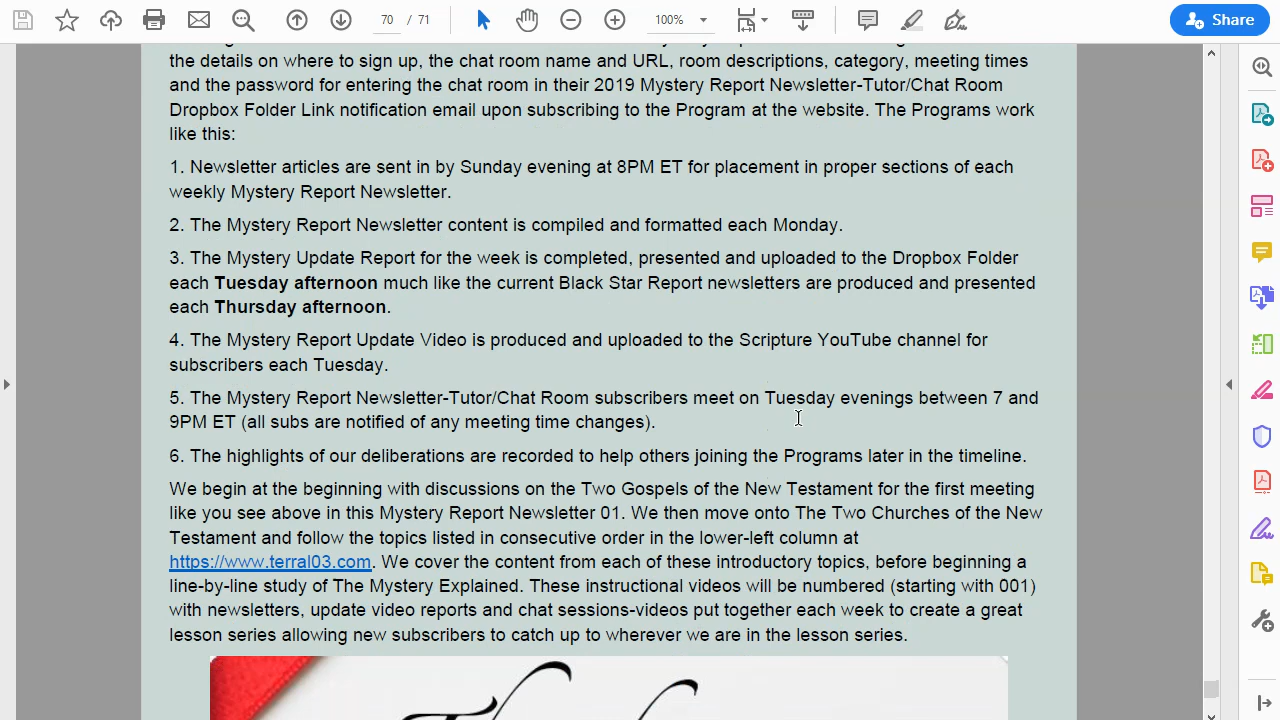 70 / 71
100%
Share
the details on where to sign up, the chat room name and URL, room descriptions, category, meeting times
and the password for entering the chat room in their 2019 Mystery Report Newsletter-Tutor/Chat Room
Dropbox Folder Link notification email upon subscribing to the Program at the website. The Programs work
like this:
1. Newsletter articles are sent in by Sunday evening at 8PM ET for placement in proper sections of each
weekly Mystery Report Newsletter.
2. The Mystery Report Newsletter content is compiled and formatted each Monday.
3. The Mystery Update Report for the week is completed, presented and uploaded to the Dropbox Folder
each Tuesday afternoon much like the current Black Star Report newsletters are produced and presented
each Thursday afternoon.
4. The Mystery Report Update Video is produced and uploaded to the Scripture YouTube channel for
subscribers each Tuesday.
5. The Mystery Report Newsletter-Tutor/Chat Room subscribers meet on Tuesday evenings between 7 and
9PM ET (all subs are notified of any meeting time changes).
6. The highlights of our deliberations are recorded to help others joining the Programs later in the timeline.
We begin at the beginning with discussions on the Two Gospels of the New Testament for the first meeting
like you see above in this Mystery Report Newsletter 01. We then move onto The Two Churches of the New
Testament and follow the topics listed in consecutive order in the lower-left column at
https://www.terral03.com. We cover the content from each of these introductory topics, before beginning a
line-by-line study of The Mystery Explained. These instructional videos will be numbered (starting with 001)
with newsletters, update video reports and chat sessions-videos put together each week to create a great
lesson series allowing new subscribers to catch up to wherever we are in the lesson series.